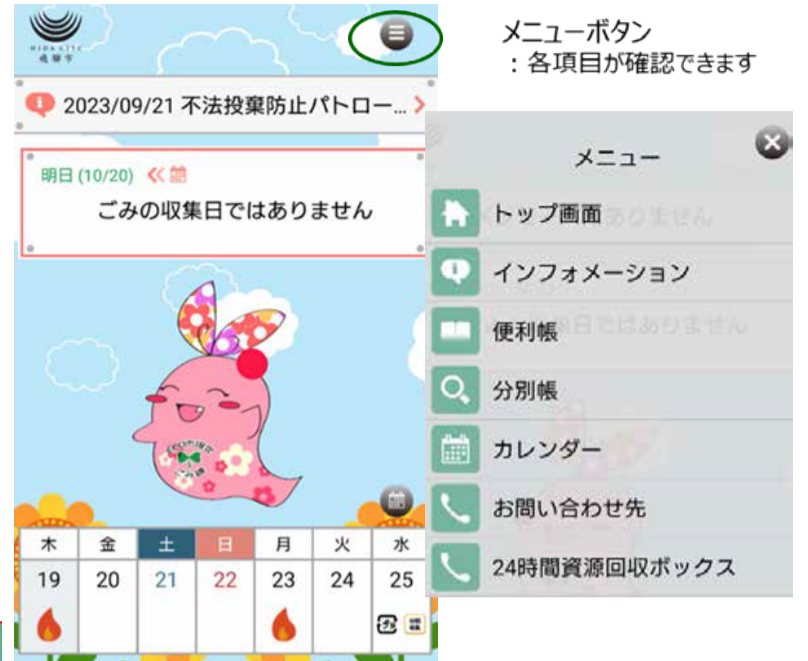 HIDA CITY
飛騨市
メニューボタン
：各項目が確認できます
2023/09/21 不法投棄防止パトロー...
明日 (10/20)
ごみの収集日ではありません
メニュー
トップ画面
インフォメーション
便利帳
分別帳
カレンダー
お問い合わせ先
24時間資源回収ボックス
木 金 土 日 月 火 水
19 20 21 22 23 24 25